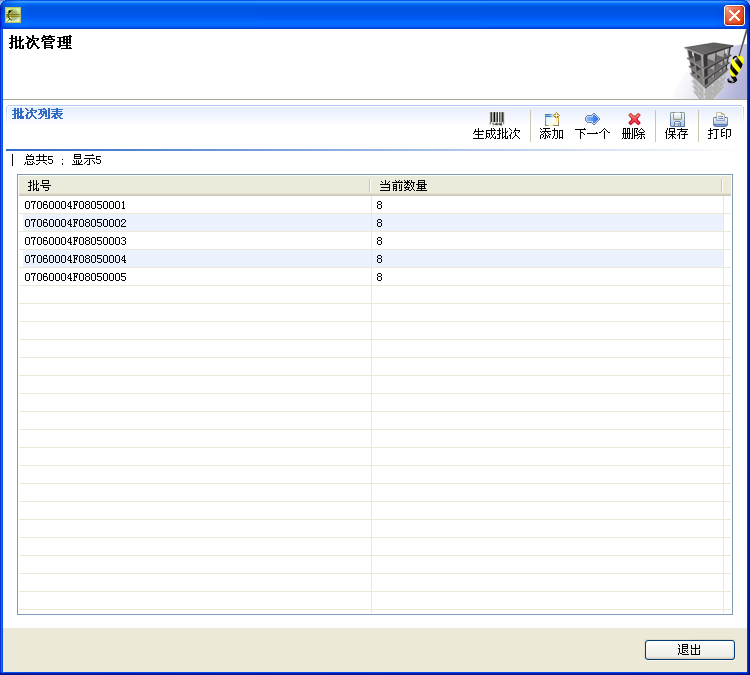 批次管理
批次列表
生成批次 添加 下一个 删除 保存 打印
总共5 ; 显示5
批号 当前数量
07060004F08050001 8
07060004F08050002 8
07060004F08050003 8
07060004F08050004 8
07060004F08050005 8
退出